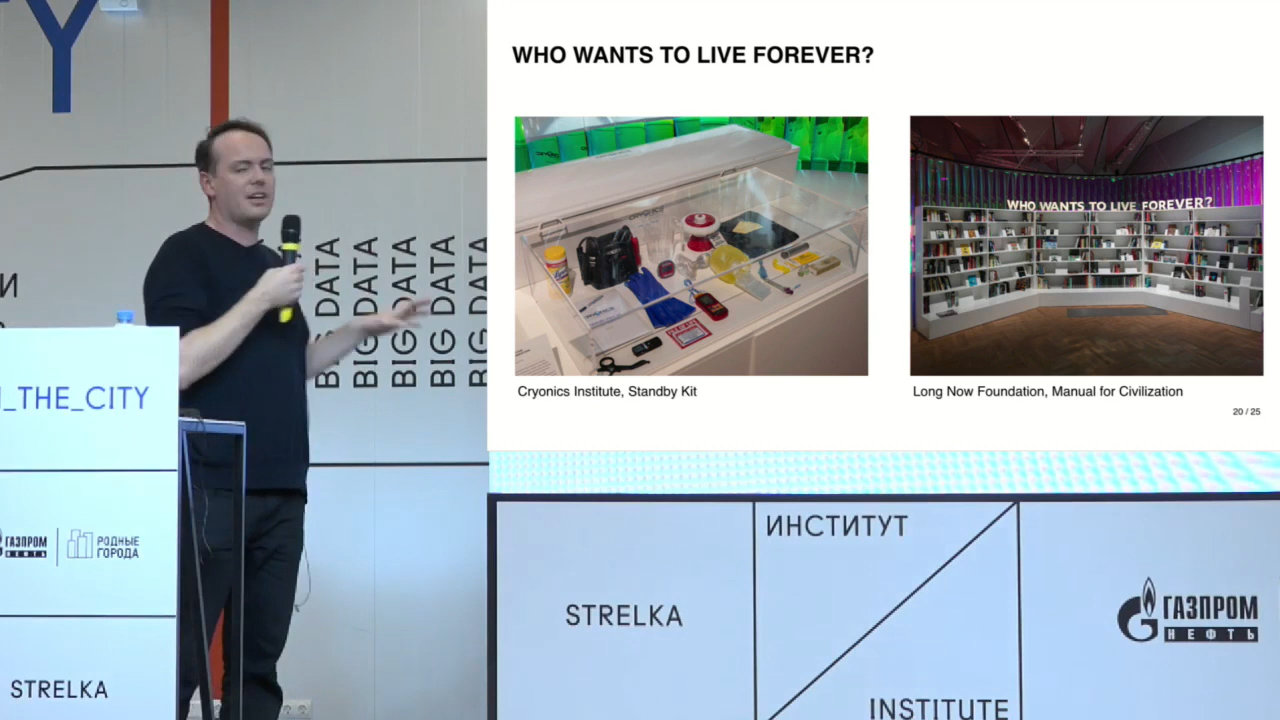 Y
И
BIG DATA
BIG DATA
BIG DATA
BIG DATA
BIG DATA
_THE_CITY
ГАЗПРОМ
НЕФТЬ
РОДНЫЕ
ГОРОДА
STRELKA
WHO WANTS TO LIVE FOREVER?
WHO WANTS TO LIVE FOREVER?
Cryonics Institute, Standby Kit
Long Now Foundation, Manual for Civilization
20 / 25
STRELKA
ИНСТИТУТ
INSTITUTE
ГАЗПРОМ
НЕФТЬ